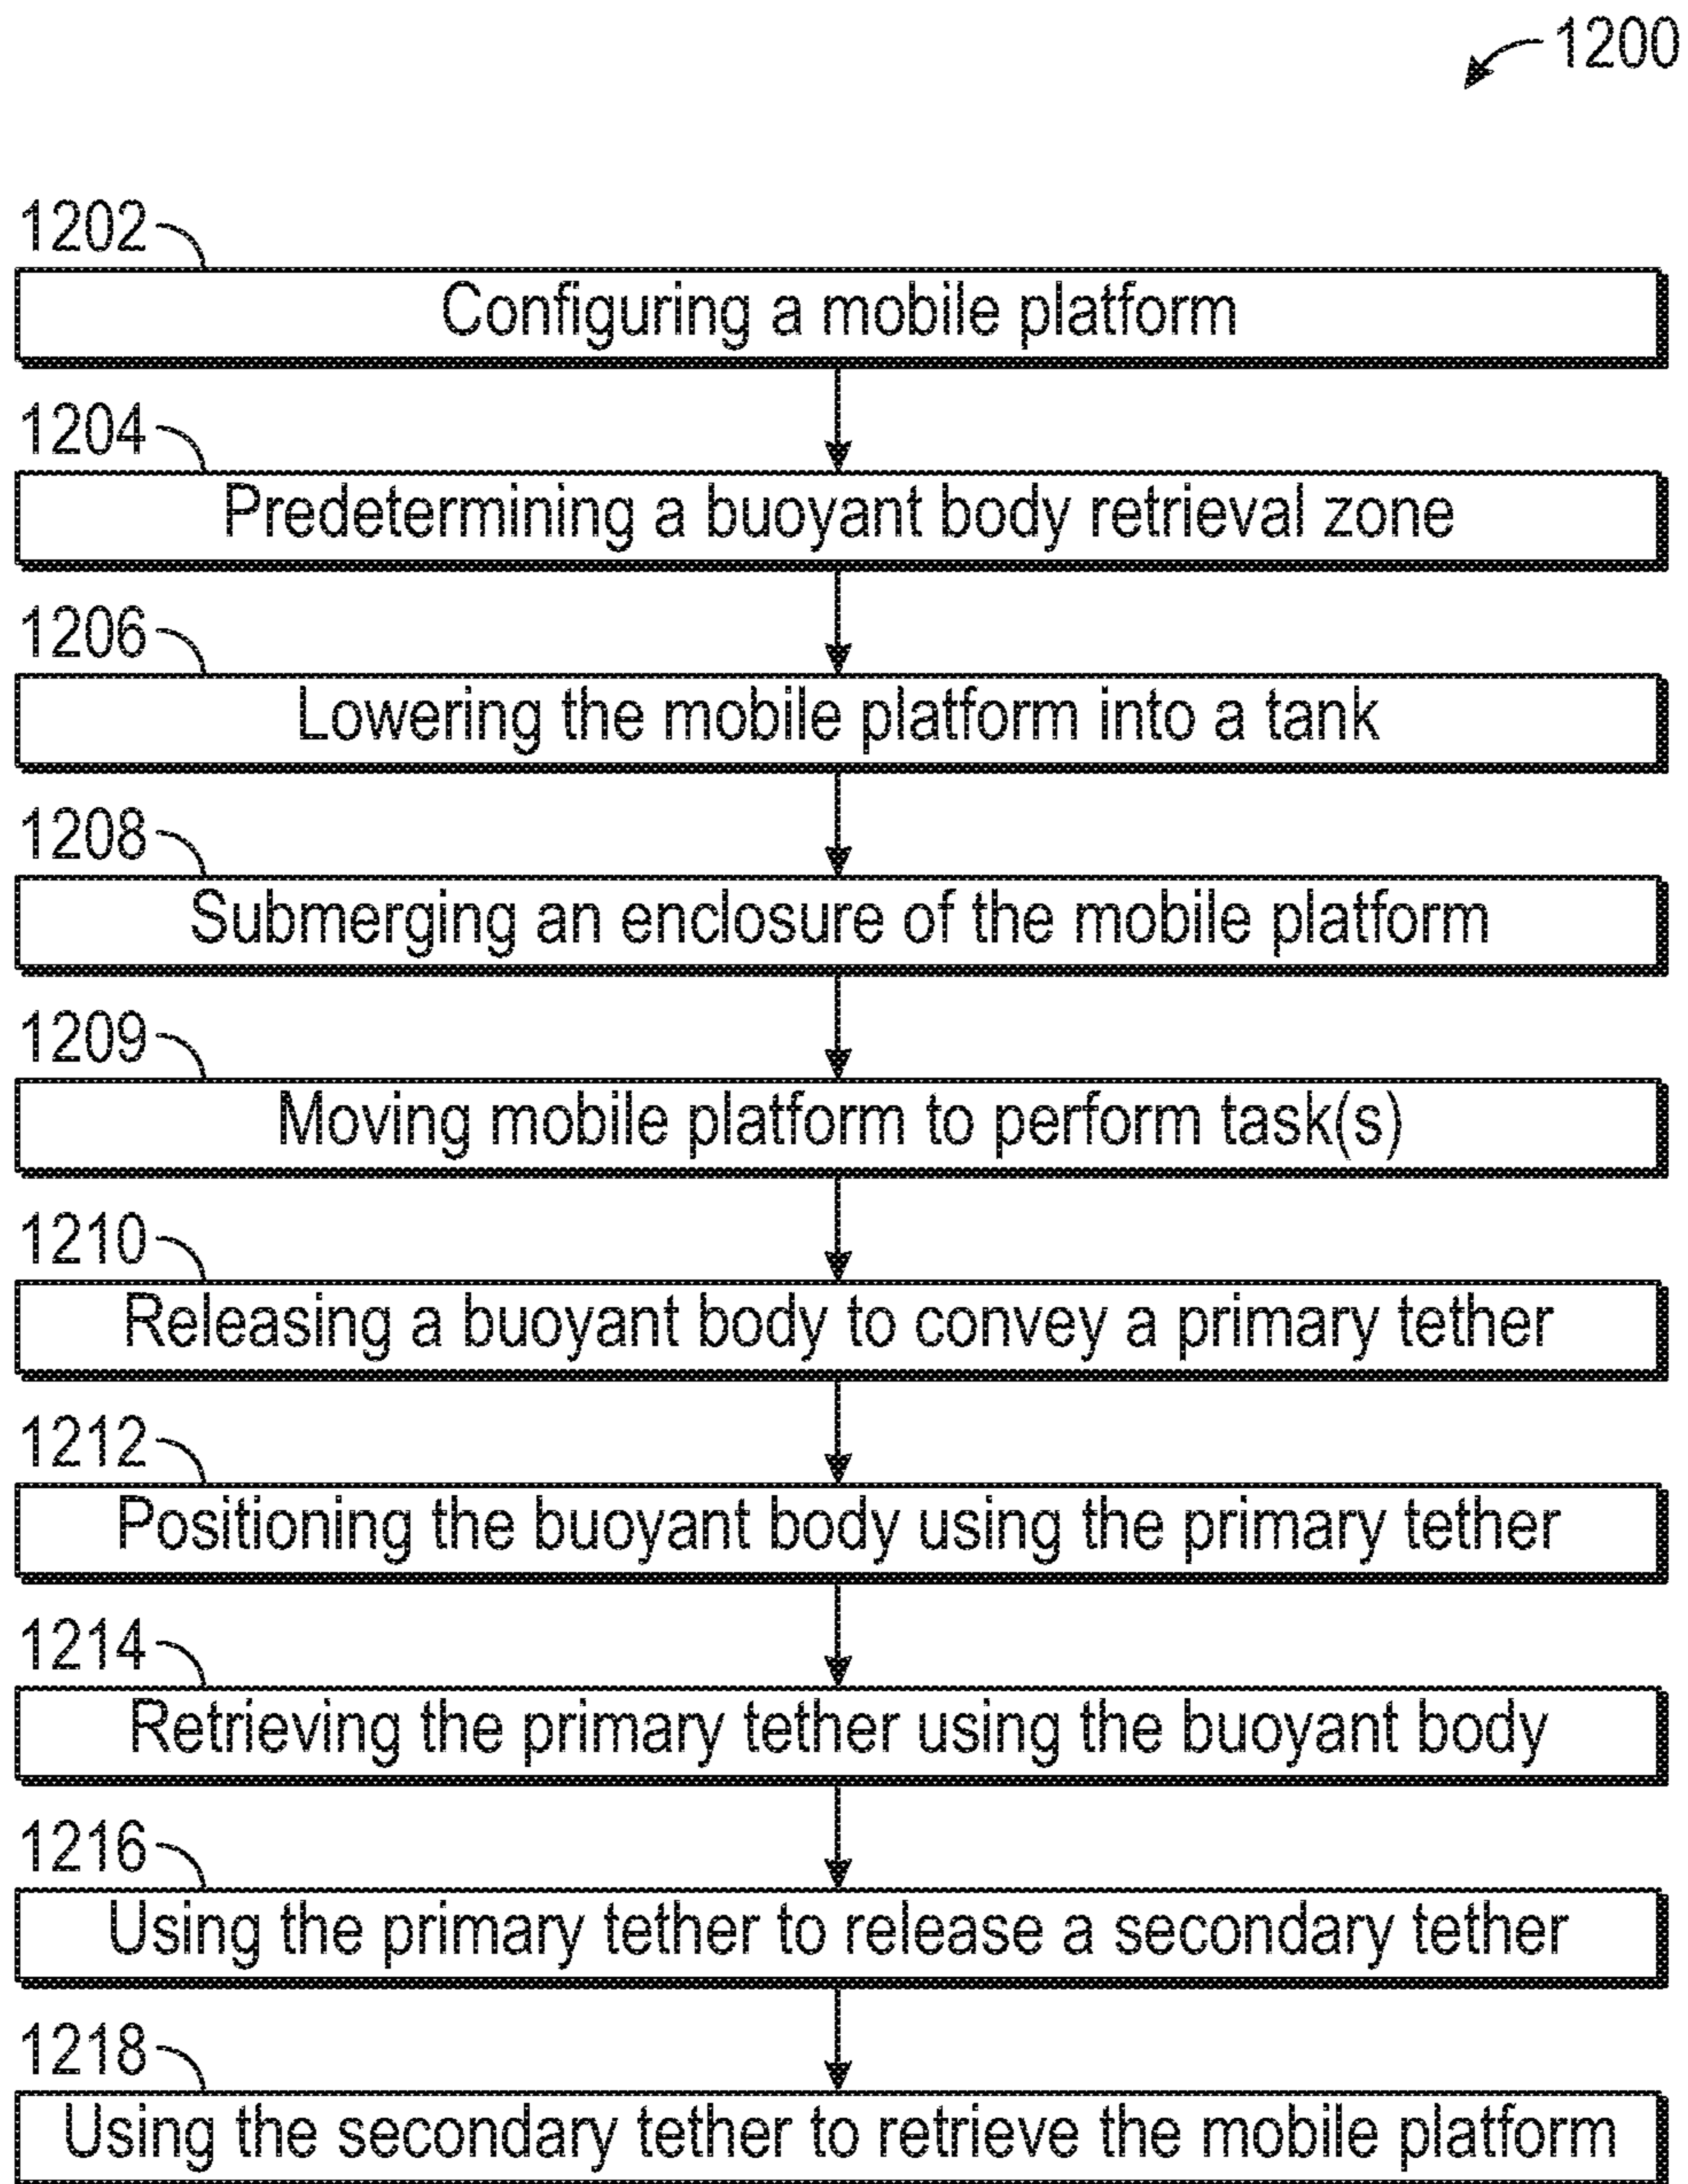 1200
1202
Configuring a mobile platform
1204
Predetermining a buoyant body retrieval zone
1206
Lowering the mobile platform into a tank
1208
Submerging an enclosure of the mobile platform
1209
Moving mobile platform to perform task(s)
1210
Releasing a buoyant body to convey a primary tether
1212
Positioning the buoyant body using the primary tether
1214
Retrieving the primary tether using the buoyant body
1216
Using the primary tether to release a secondary tether
1218
Using the secondary tether to retrieve the mobile platform